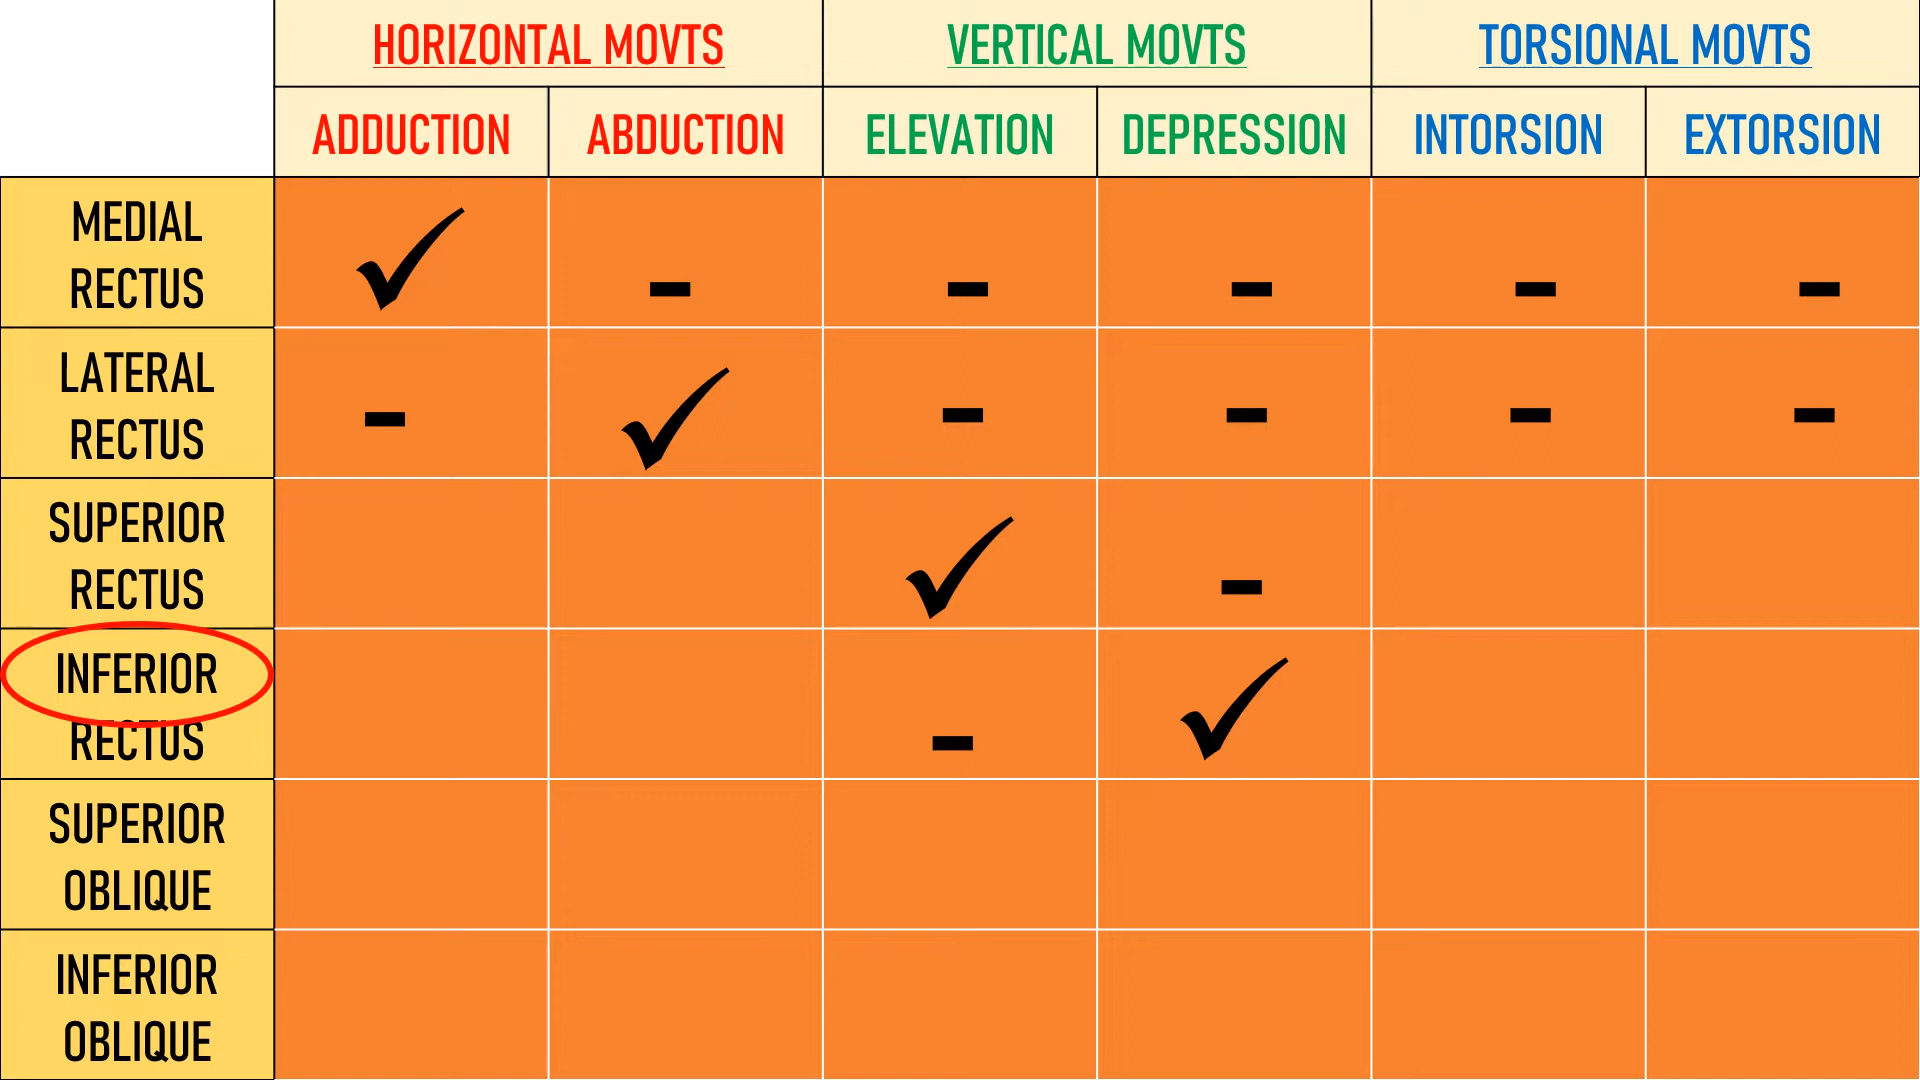 HORIZONTAL MOVTS VERTICAL MOVTS TORSIONAL MOVTS
ADDUCTION ABDUCTION ELEVATION DEPRESSION INTORSION EXTORSION
MEDIAL
RECTUS
- - - - -
LATERAL
RECTUS
- - - - -
SUPERIOR
RECTUS
-
INFERIOR
RECTUS
-
SUPERIOR
OBLIQUE
INFERIOR
OBLIQUE